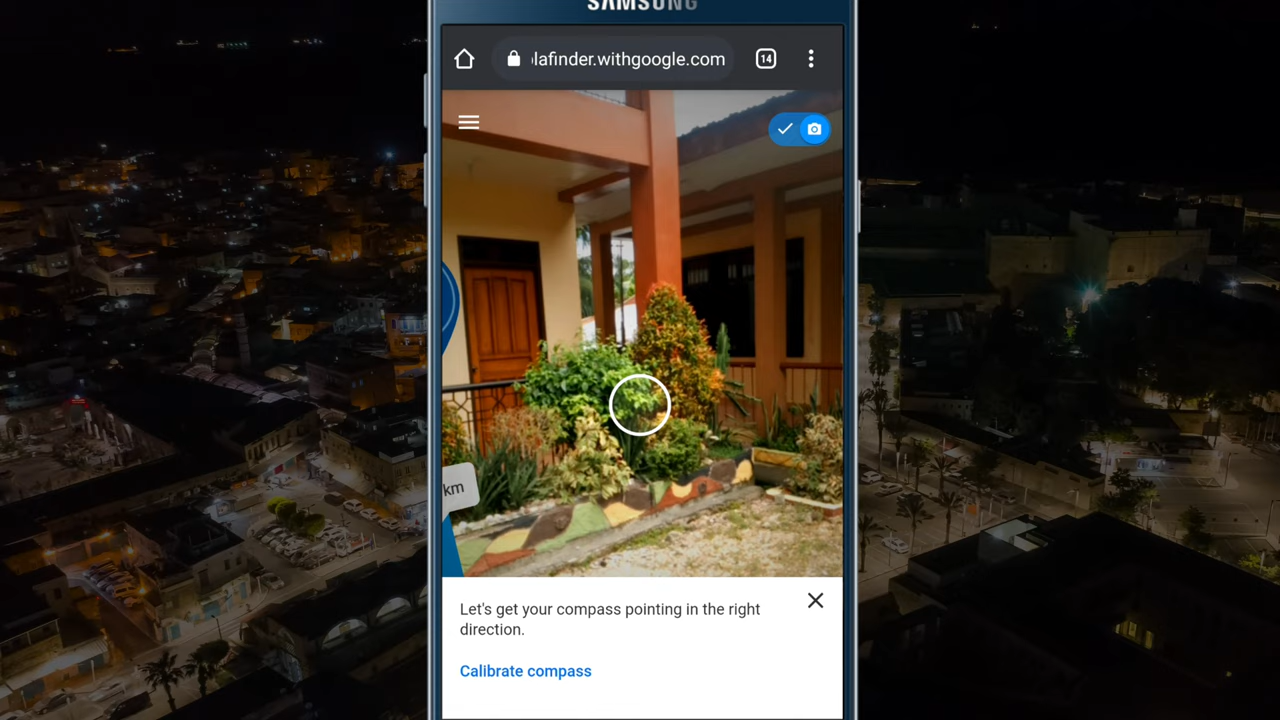 SAMSUNG
lafinder.withgoogle.com
14
km
Let's get your compass pointing in the right
direction.
Calibrate compass